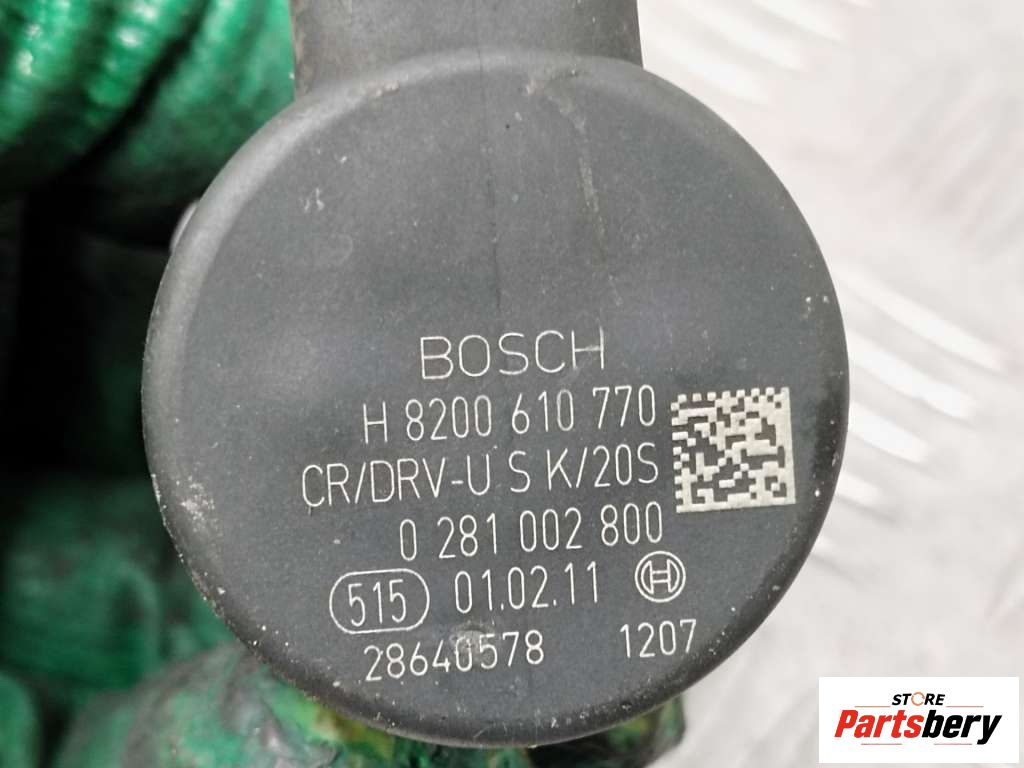 BOSCH
H 8200 610 770
CR/DRV-U S K/20S
0 281 002 800
515 01.02.11
28640578 1207
STORE
Partsbery